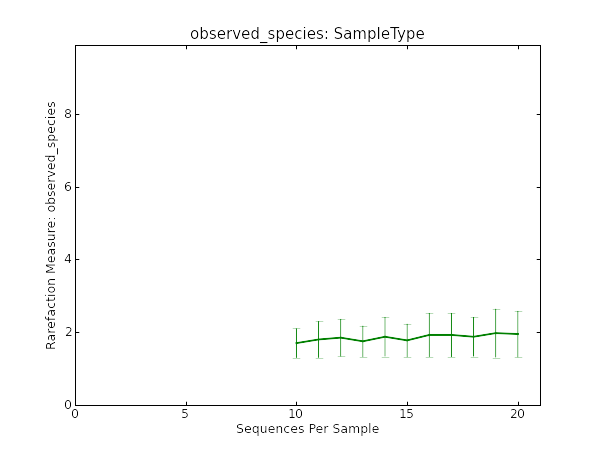 observed_species: SampleType
Rarefaction Measure: observed_species
8
6
4
2
0
0 5 10 15 20
Sequences Per Sample